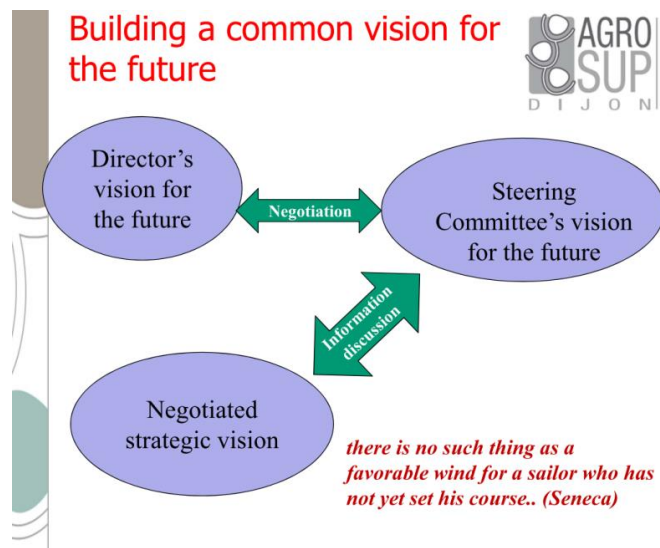 Building a common vision for
the future
AGRO
SUP
DIJON
Director's
vision for
the future
Negotiation
Steering
Committee's vision
for the future
Information
discussion
Negotiated
strategic vision
there is no such thing as a
favorable wind for a sailor who has
not yet set his course.. (Seneca)